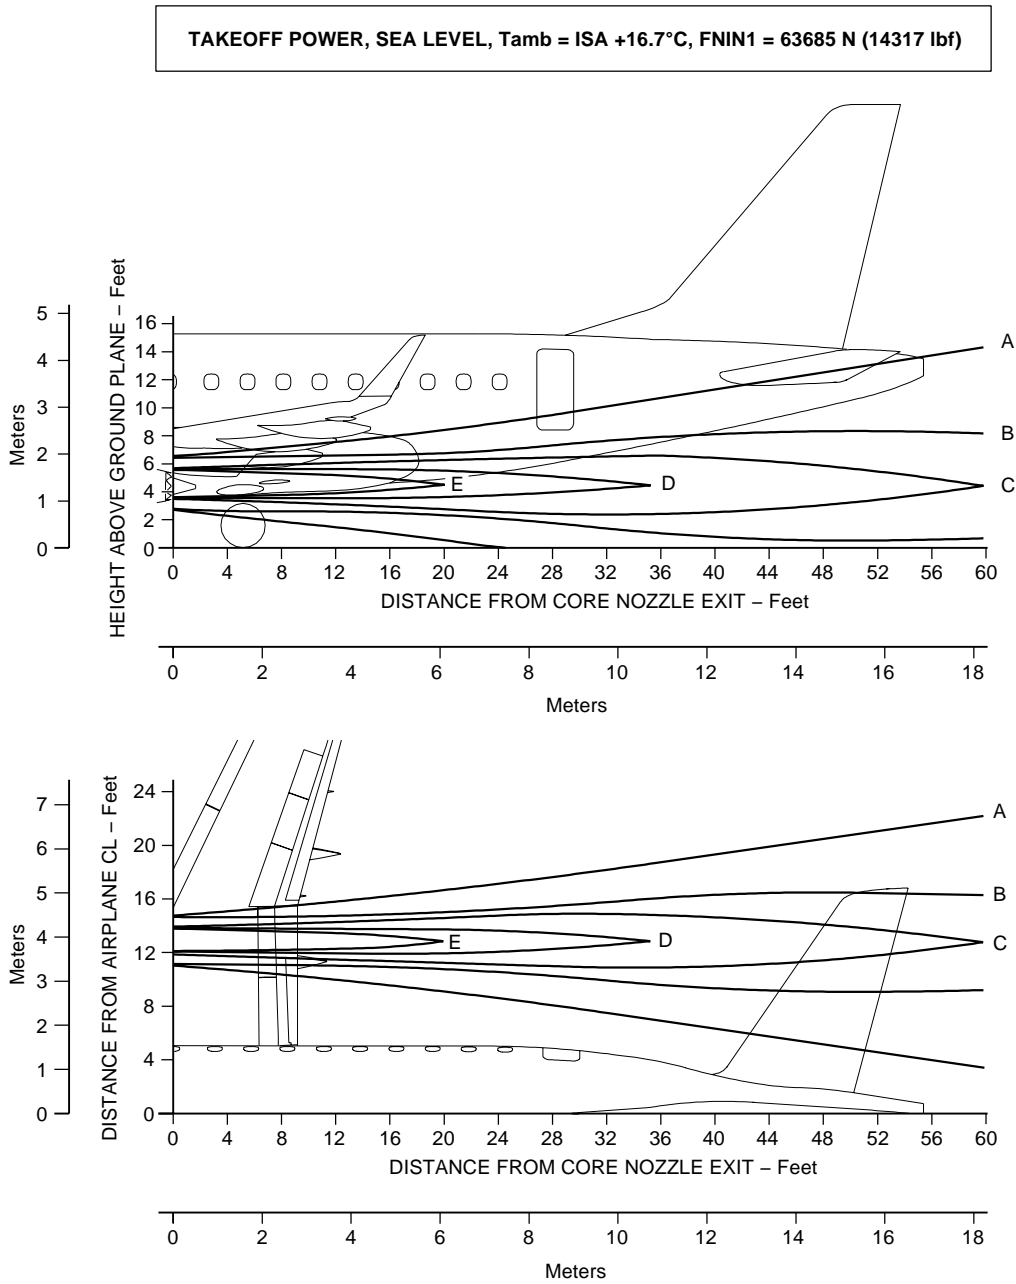 TAKEOFF POWER, SEA LEVEL, Tamb = ISA +16.7°C, FNIN1 = 63685 N (14317 lbf)
HEIGHT ABOVE GROUND PLANE – Feet
Meters
5
4
3
2
1
0
16
14
12
10
8
6
4
2
0
A
B
C
D
E
0 4 8 12 16 20 24 28 32 36 40 44 48 52 56 60
DISTANCE FROM CORE NOZZLE EXIT – Feet
0 2 4 6 8 10 12 14 16 18
Meters
DISTANCE FROM AIRPLANE CL – Feet
Meters
7
6
5
4
3
2
1
0
24
20
16
12
8
4
0
A
B
E
D
C
0 4 8 12 16 20 24 28 32 36 40 44 48 52 56 60
DISTANCE FROM CORE NOZZLE EXIT – Feet
0 2 4 6 8 10 12 14 16 18
Meters